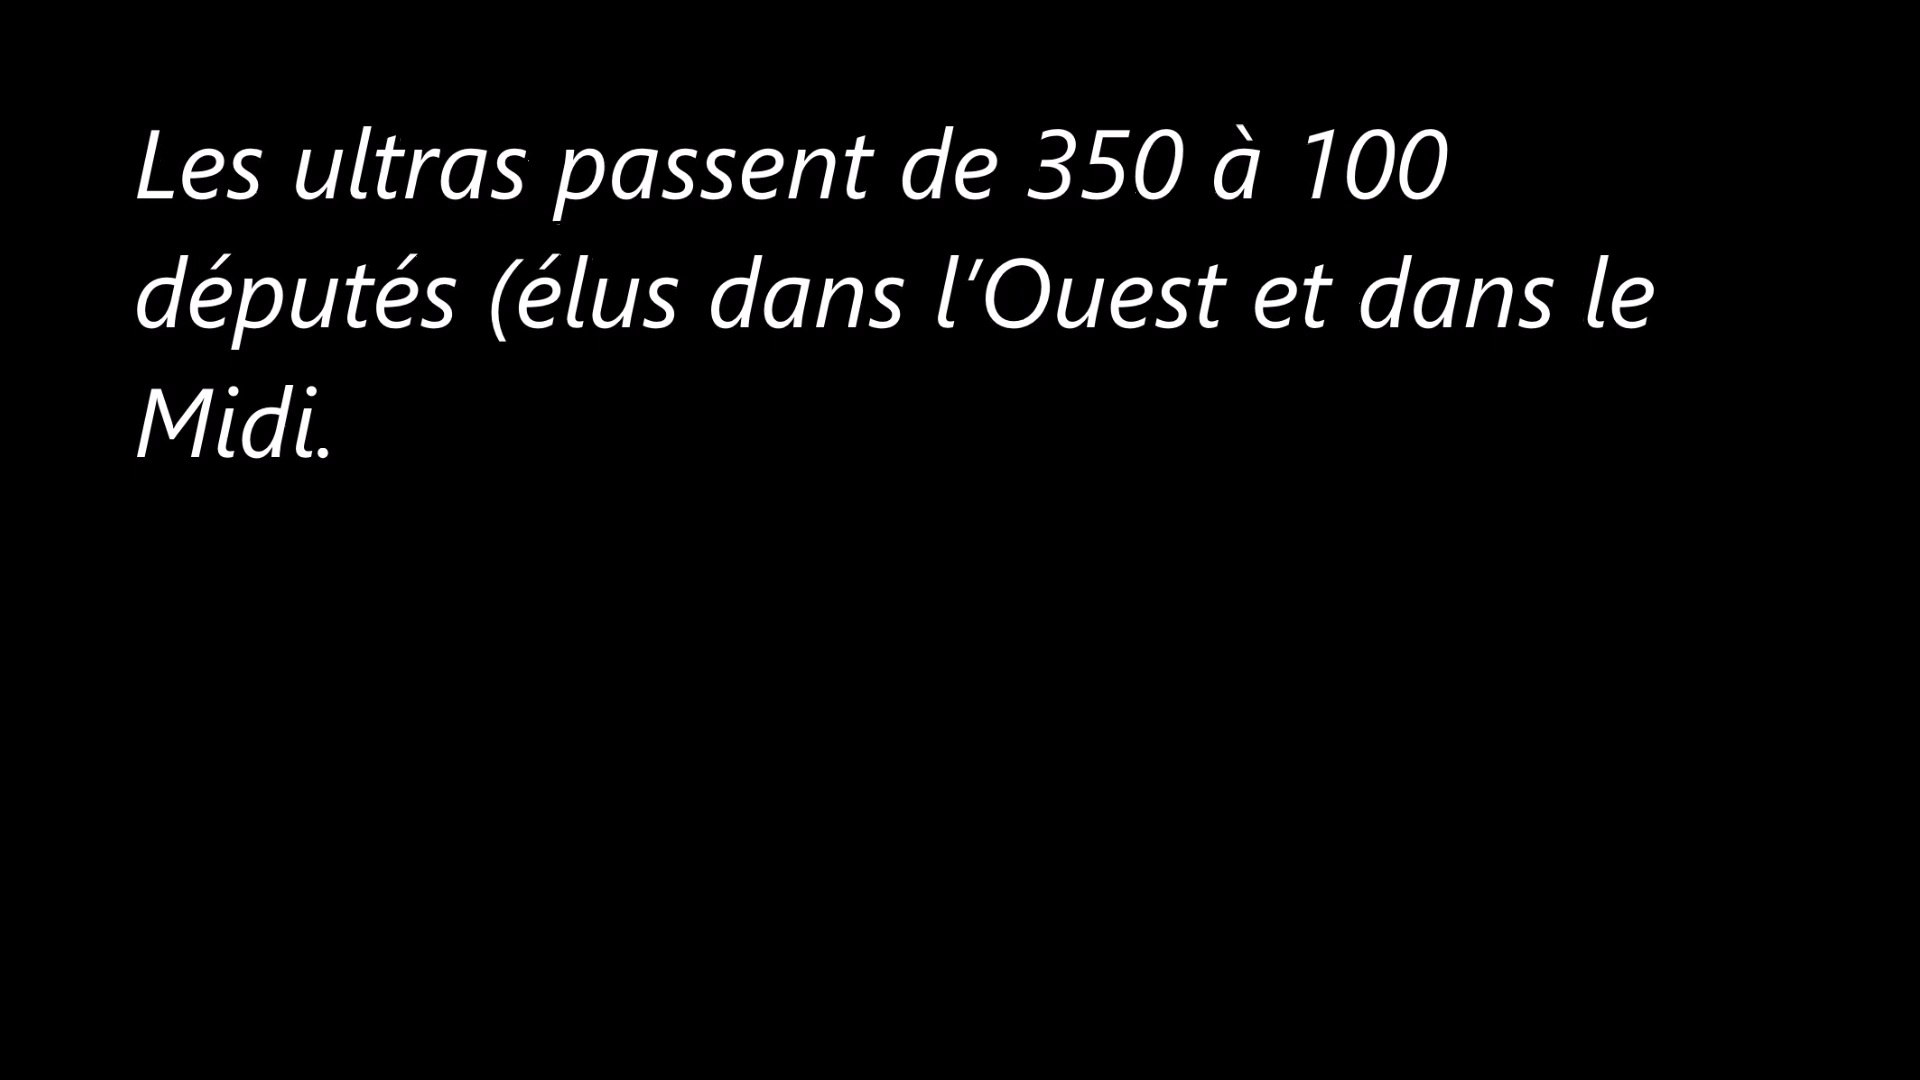 Les ultras passent de 350 à 100
députés (élus dans l’Ouest et dans le
Midi.